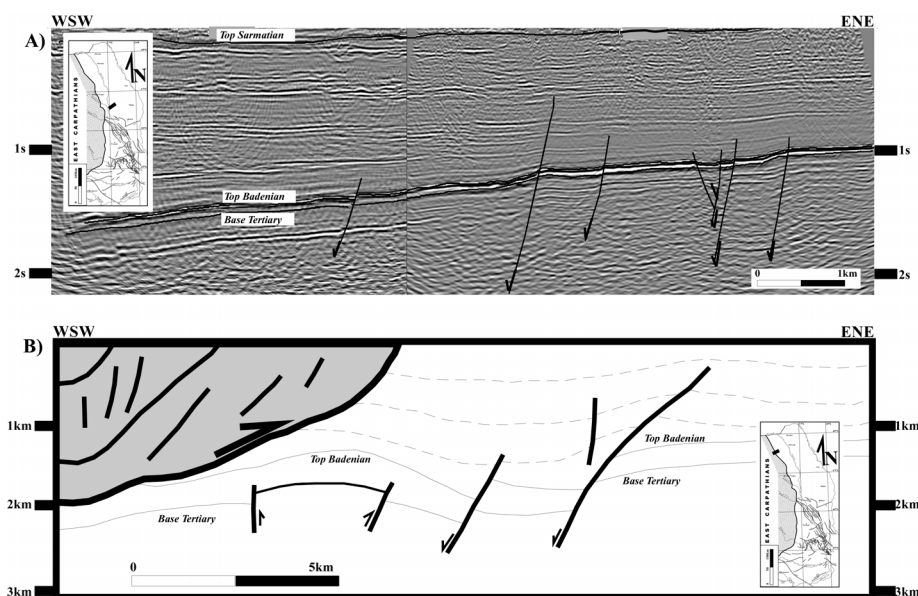 WSW
ENE
A)
Top Sarmatian
N
EAST CARPATHIANS
1s
1s
Top Badenian
Base Tertiary
2s
2s
0
1km
WSW
ENE
B)
1km
1km
Top Badenian
Top Badenian
Base Tertiary
N
EAST CARPATHIANS
2km
2km
Base Tertiary
0
5km
3km
3km